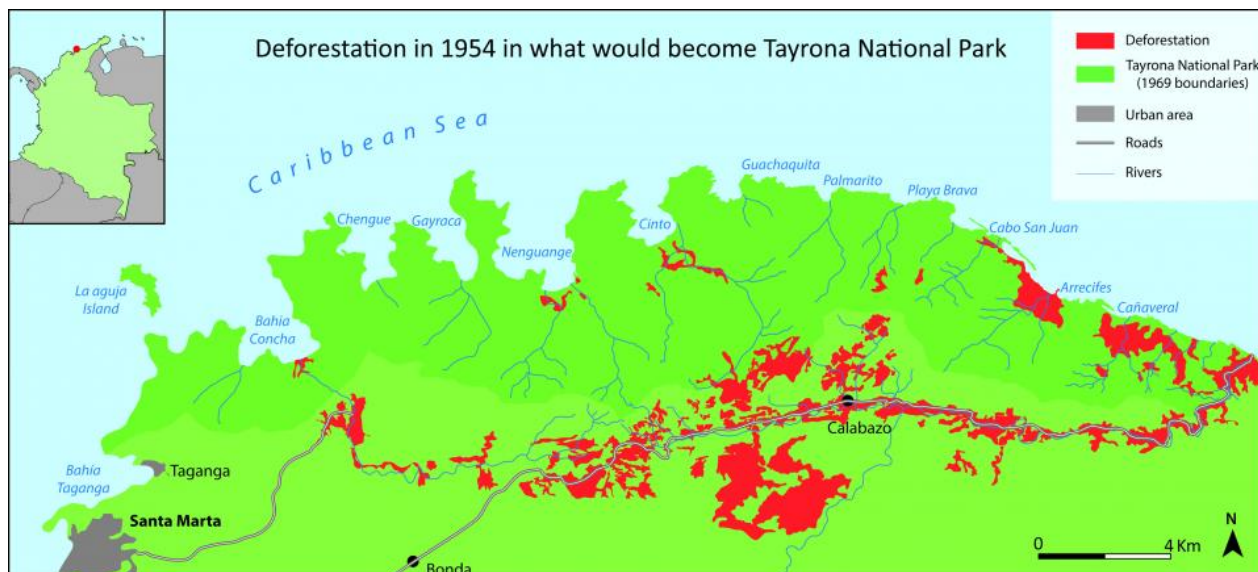 Deforestation in 1954 in what would become Tayrona National Park
Deforestation
Tayrona National Park
(1969 boundaries)
Urban area
Roads
Rivers
Caribbean Sea
Guachaquita
Palmarito
Playa Brava
Chengue
Gayraca
Cinto
Cabo San Juan
Nenguange
La aguja
Island
Arrecifes
Cañaveral
Bahia
Concha
Calabazo
Bahía
Taganga
Taganga
Santa Marta
Bonda
N
0
4 Km